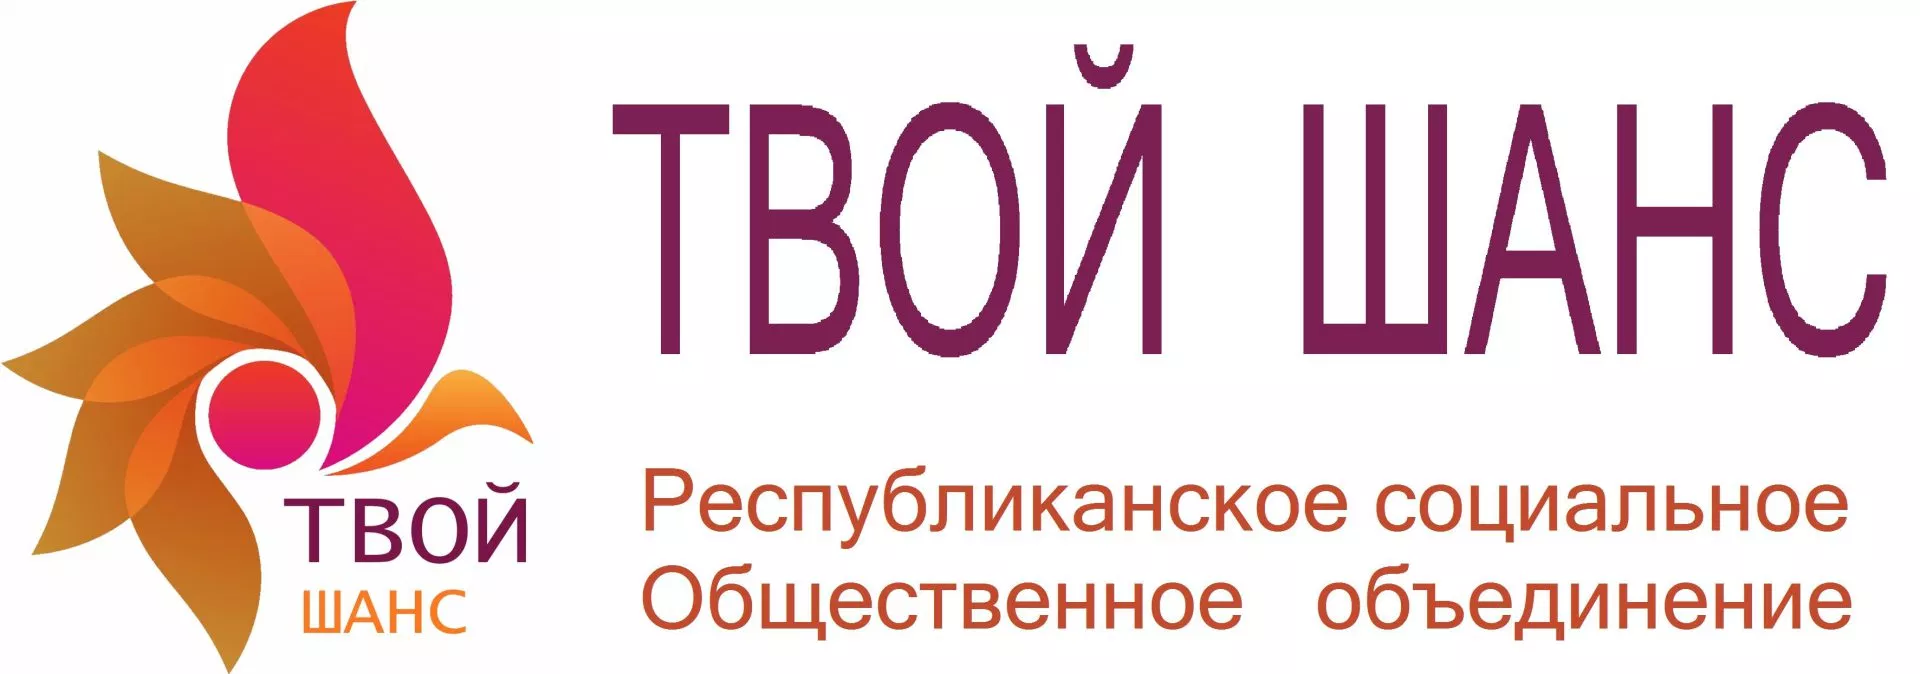 ТВОЙ ШАНС
Республиканское социальное
Общественное объединение
ТВОЙ
ШАНС